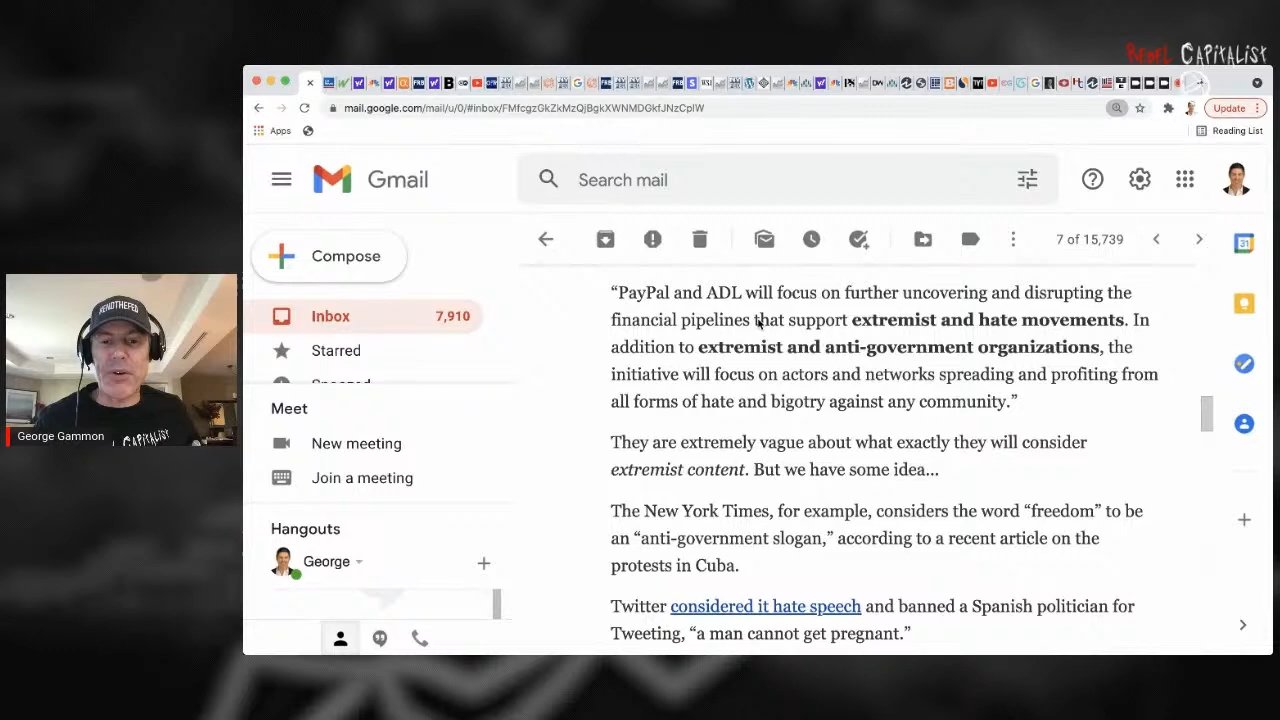 REBEL CAPITALIST
mail.google.com/mail/u/0/#inbox/FMfcgzGkZkMzQjBgkXWNMDGkfJNzCplW
Update
Apps
Reading List
Gmail
Search mail
Compose
7 of 15,739
Inbox 7,910
Starred
Snoozed
Meet
New meeting
Join a meeting
Hangouts
George
“PayPal and ADL will focus on further uncovering and disrupting the
financial pipelines that support extremist and hate movements. In
addition to extremist and anti-government organizations, the
initiative will focus on actors and networks spreading and profiting from
all forms of hate and bigotry against any community.”
They are extremely vague about what exactly they will consider
extremist content. But we have some idea...
The New York Times, for example, considers the word “freedom” to be
an “anti-government slogan,” according to a recent article on the
protests in Cuba.
Twitter considered it hate speech and banned a Spanish politician for
Tweeting, “a man cannot get pregnant.”
31
#ENDTHEFED
George Gammon